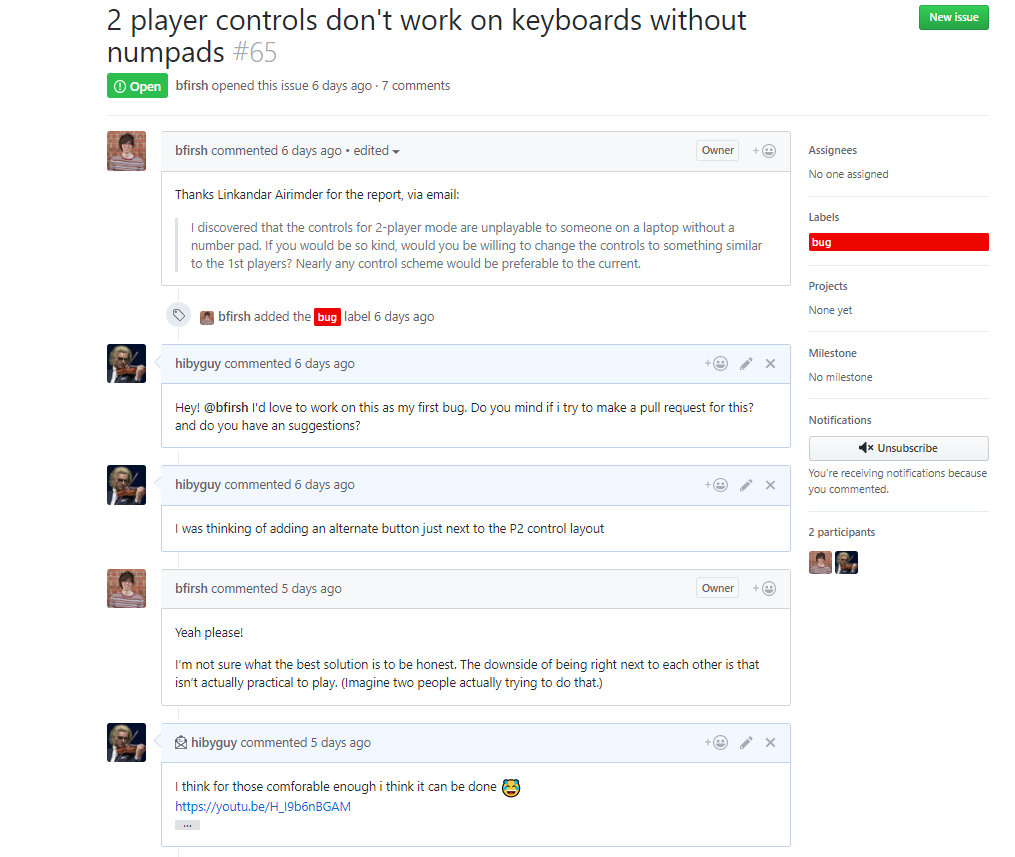 2 player controls don't work on keyboards without
numpads #65
New issue
Open bfirsh opened this issue 6 days ago · 7 comments
bfirsh commented 6 days ago • edited
Owner
Thanks Linkandar Airimder for the report, via email:
I discovered that the controls for 2-player mode are unplayable to someone on a laptop without a
number pad. If you would be so kind, would you be willing to change the controls to something similar
to the 1st players? Nearly any control scheme would be preferable to the current.
bfirsh added the bug label 6 days ago
hibyguy commented 6 days ago
Hey! @bfirsh I'd love to work on this as my first bug. Do you mind if i try to make a pull request for this?
and do you have an suggestions?
hibyguy commented 6 days ago
I was thinking of adding an alternate button just next to the P2 control layout
bfirsh commented 5 days ago
Owner
Yeah please!
I'm not sure what the best solution is to be honest. The downside of being right next to each other is that
isn't actually practical to play. (Imagine two people actually trying to do that.)
hibyguy commented 5 days ago
I think for those comforable enough i think it can be done 😹
https://youtu.be/H_I9b6nBGAM
...
Assignees
No one assigned
Labels
bug
Projects
None yet
Milestone
No milestone
Notifications
Unsubscribe
You're receiving notifications because
you commented.
2 participants